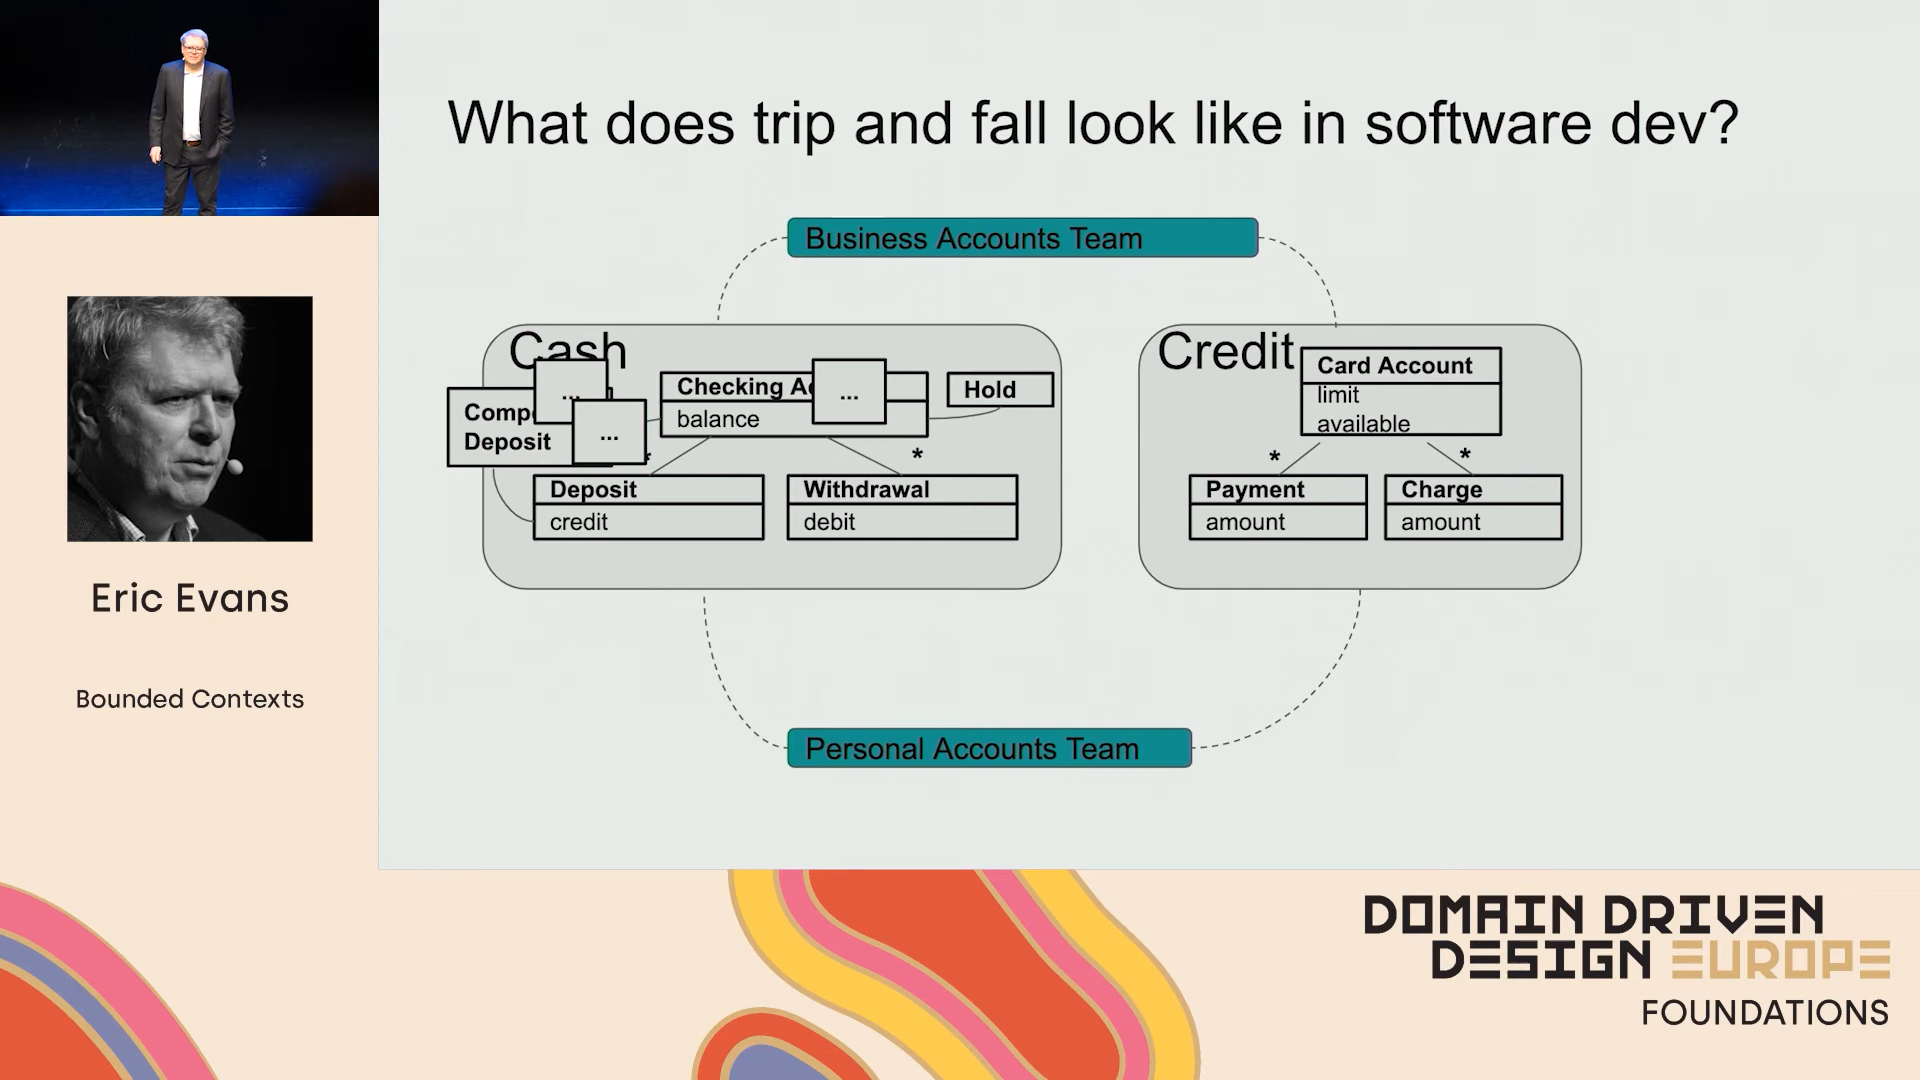 What does trip and fall look like in software dev?
Business Accounts Team
Cash
Credit
Card Account
limit
available
...
Checking
...
Hold
Deposit
...
balance
*
*
*
*
Deposit
credit
Withdrawal
debit
Payment
amount
Charge
amount
Personal Accounts Team
Eric Evans
Bounded Contexts
DOMAIN DRIVEN
DESIGN EUROPE
FOUNDATIONS